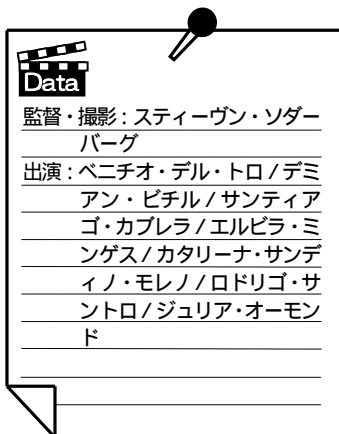 Data
監督・撮影：スティーヴン・ソダー
バーグ
出演：ベニチオ・デル・トロ/デミ
アン・ビチル/サンティア
ゴ・カブレラ/エルビラ・ミ
ンゲス/カタリーナ・サンデ
ィノ・モレノ/ロドリゴ・サ
ントロ/ジュリア・オーモン
ド